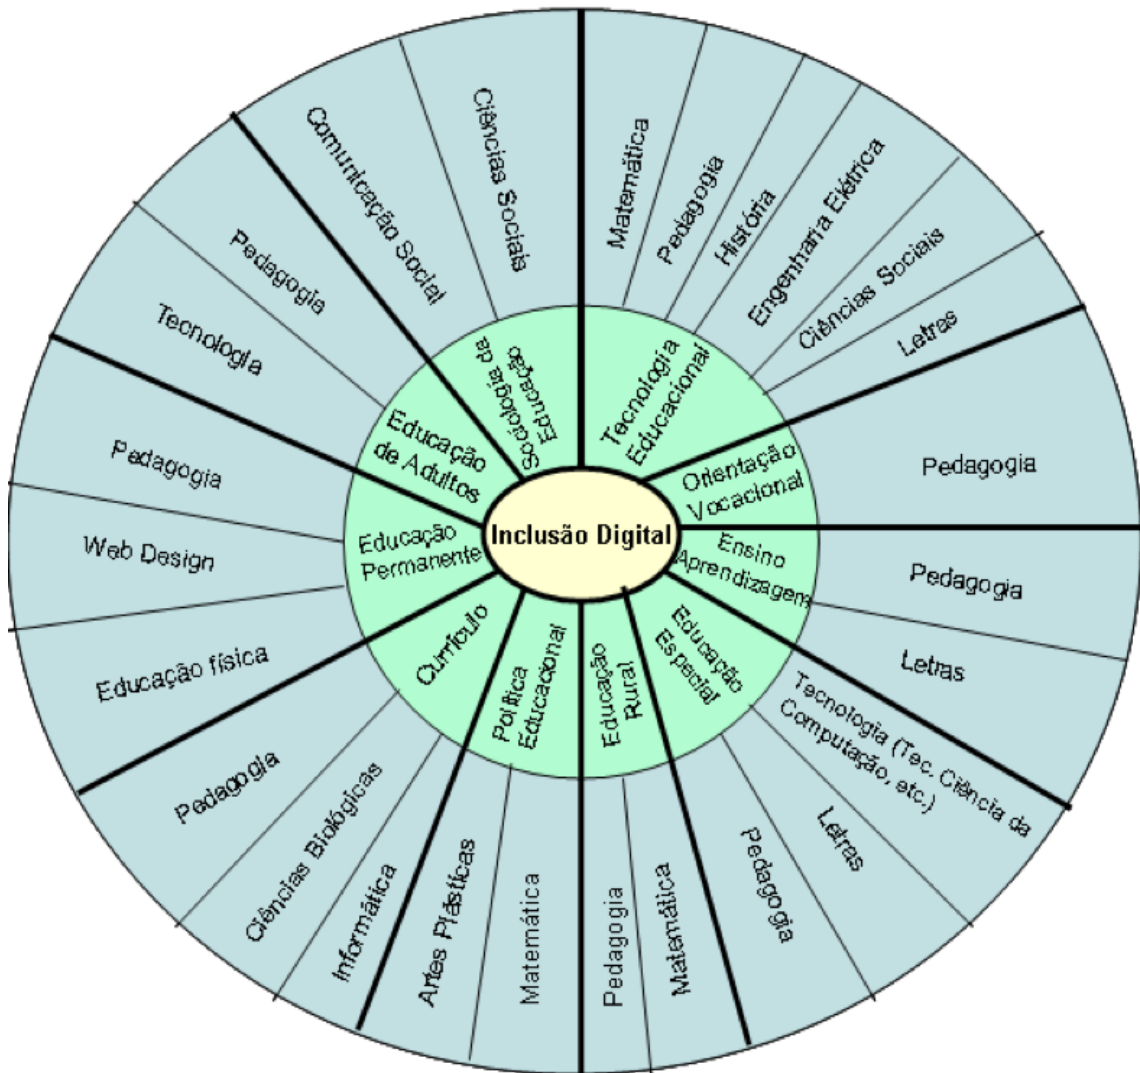 Inclusão Digital
Tecnologia
Educacional
Matemática
Pedagogia
História
Engenharia Elétrica
Ciências Sociais
Letras
Orientação
Vocacional
Pedagogia
Ensino
Aprendizagem
Pedagogia
Letras
Educação
Especial
Tecnologia (Tec. Ciência da
Computação, etc.)
Letras
Pedagogia
Educação
Rural
Matemática
Pedagogia
Política
Educacional
Matemática
Artes Plásticas
Currículo
Informática
Ciências Biológicas
Pedagogia
Educação
Permanente
Educação física
Web Design
Pedagogia
Educação
de Adultos
Tecnologia
Pedagogia
Sociologia da
Educação
Comunicação Social
Ciências Sociais